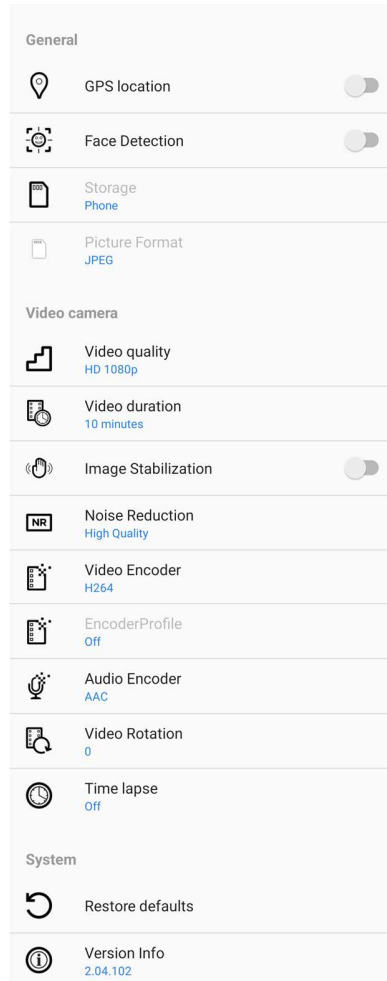 General
GPS location
Face Detection
Storage
Phone
Picture Format
JPEG
Video camera
Video quality
HD 1080p
Video duration
10 minutes
Image Stabilization
NR
Noise Reduction
High Quality
Video Encoder
H264
EncoderProfile
Off
Audio Encoder
AAC
Video Rotation
0
Time lapse
Off
System
Restore defaults
Version Info
2.04.102